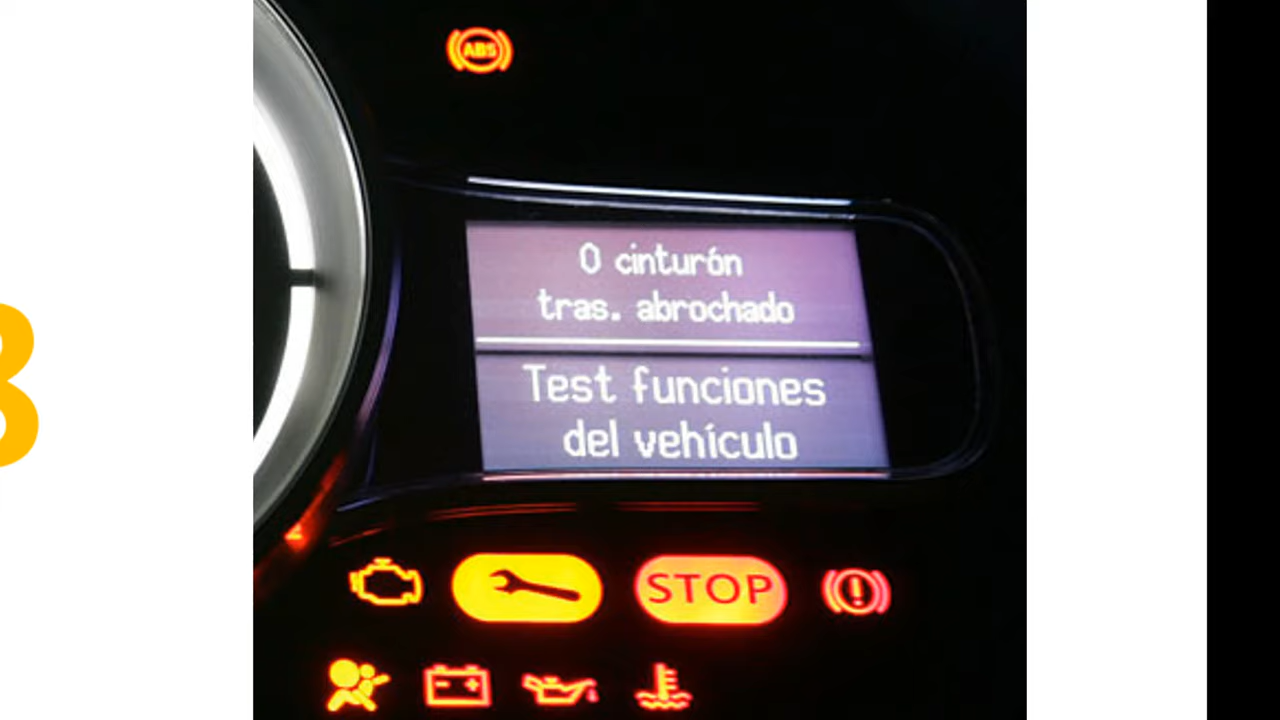 ABS
0 cinturón
tras. abrochado
Test funciones
del vehículo
STOP